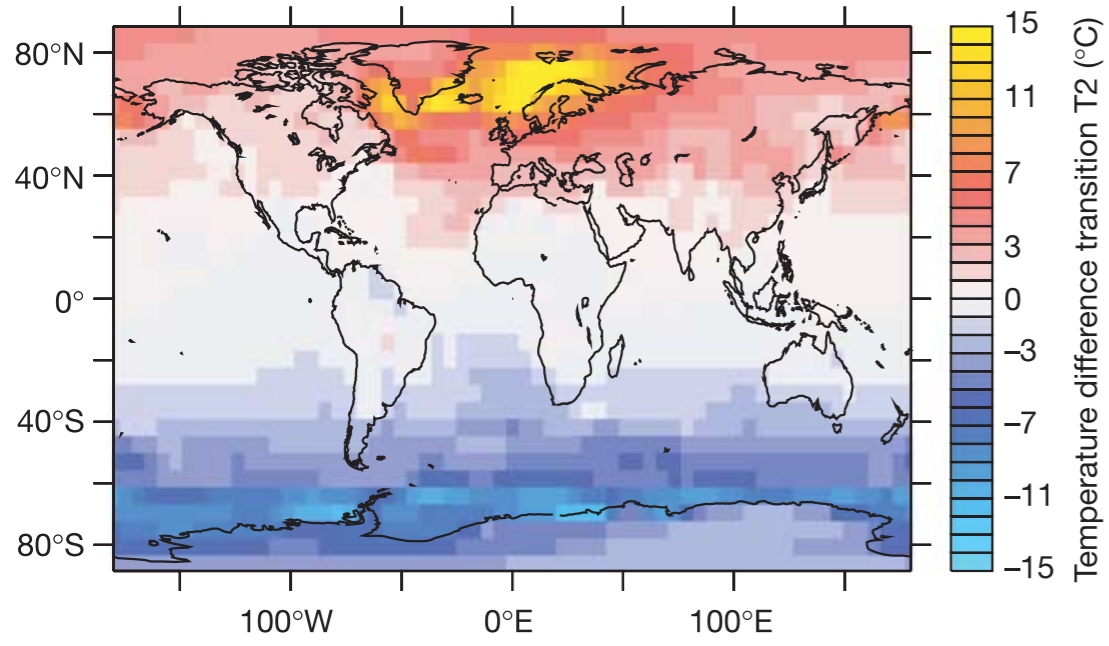 80°N
40°N
0°
40°S
80°S
100°W
0°E
100°E
15
11
7
3
0
–3
–7
–11
–15
Temperature difference transition T2 (°C)